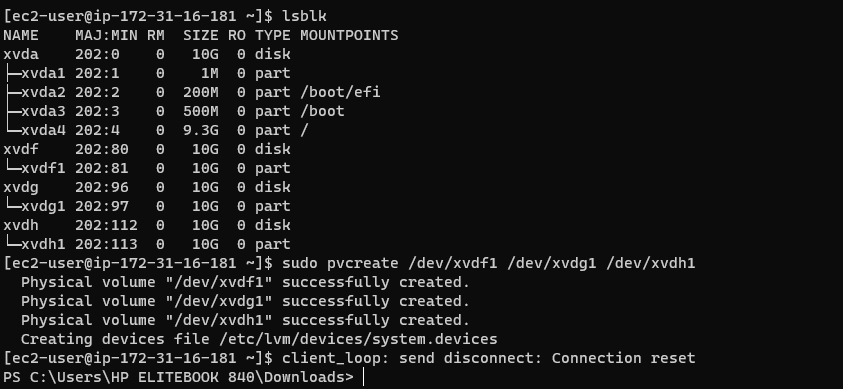 [ec2-user@ip-172-31-16-181 ~]$ lsblk
NAME    MAJ:MIN RM  SIZE RO TYPE MOUNTPOINTS
xvda    202:0    0   10G  0 disk
├─xvda1 202:1    0    1M  0 part
├─xvda2 202:2    0  200M  0 part /boot/efi
├─xvda3 202:3    0  500M  0 part /boot
└─xvda4 202:4    0  9.3G  0 part /
xvdf    202:80   0   10G  0 disk
└─xvdf1 202:81   0   10G  0 part
xvdg    202:96   0   10G  0 disk
└─xvdg1 202:97   0   10G  0 part
xvdh    202:112  0   10G  0 disk
└─xvdh1 202:113  0   10G  0 part
[ec2-user@ip-172-31-16-181 ~]$ sudo pvcreate /dev/xvdf1 /dev/xvdg1 /dev/xvdh1
  Physical volume "/dev/xvdf1" successfully created.
  Physical volume "/dev/xvdg1" successfully created.
  Physical volume "/dev/xvdh1" successfully created.
  Creating devices file /etc/lvm/devices/system.devices
[ec2-user@ip-172-31-16-181 ~]$ client_loop: send disconnect: Connection reset
PS C:\Users\HP ELITEBOOK 840\Downloads>